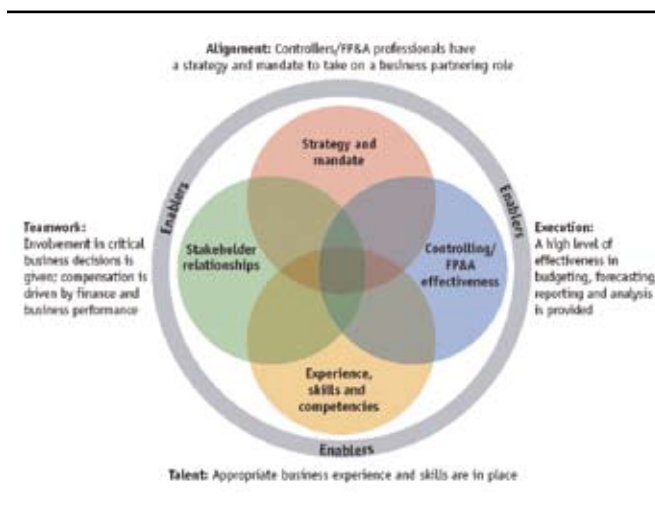 Alignment: Controllers/FP&A professionals have
a strategy and mandate to take on a business partnering role
Strategy and
mandate
Enablers
Enablers
Teamwork:
Involvement in critical
business decisions is
given; compensation is
driven by finance and
business performance
Stakeholder
relationships
Controlling/
FP&A
effectiveness
Execution:
A high level of
effectiveness in
budgeting, forecasting,
reporting and analysis
is provided
Experience,
skills and
competencies
Enablers
Talent: Appropriate business experience and skills are in place